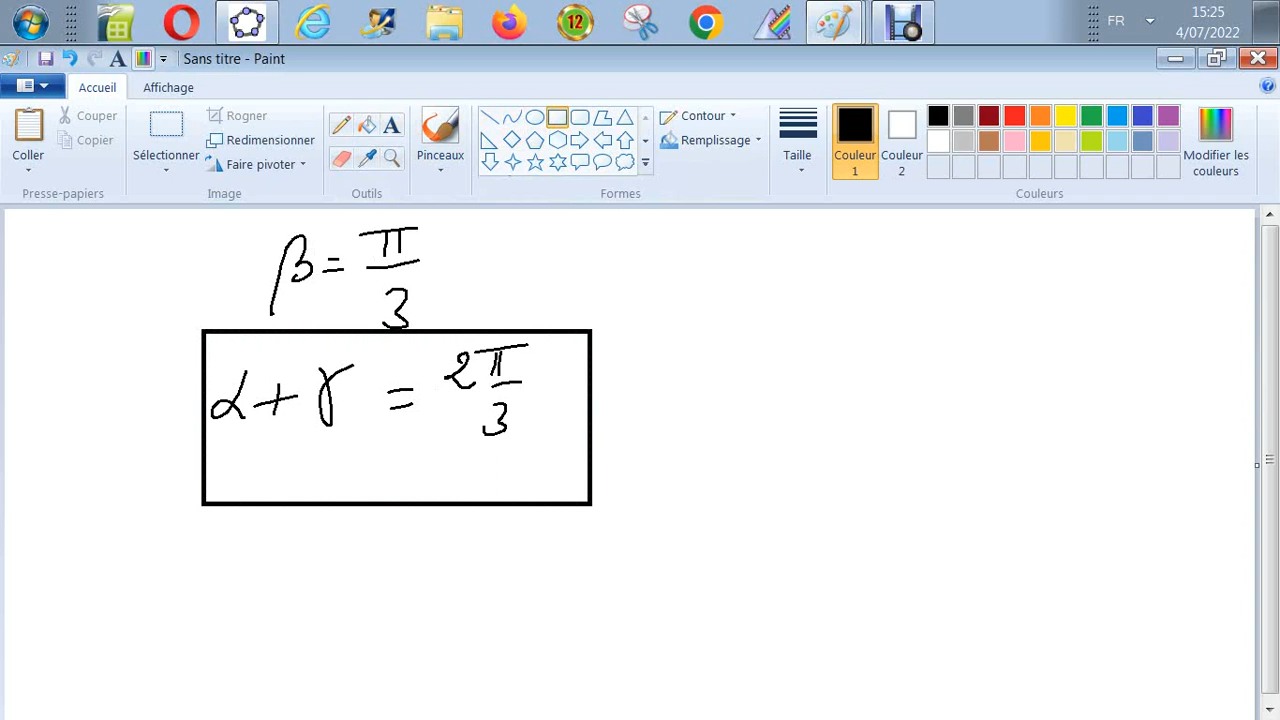 12
FR
15:25
4/07/2022
Sans titre - Paint
Accueil
Affichage
Coller
Couper
Copier
Presse-papiers
Sélectionner
Rogner
Redimensionner
Faire pivoter
Image
A
Outils
Pinceaux
Contour
Remplissage
Formes
Taille
Couleur 1
Couleur 2
Modifier les couleurs
Couleurs
β = π/3
α + γ = 2π/3